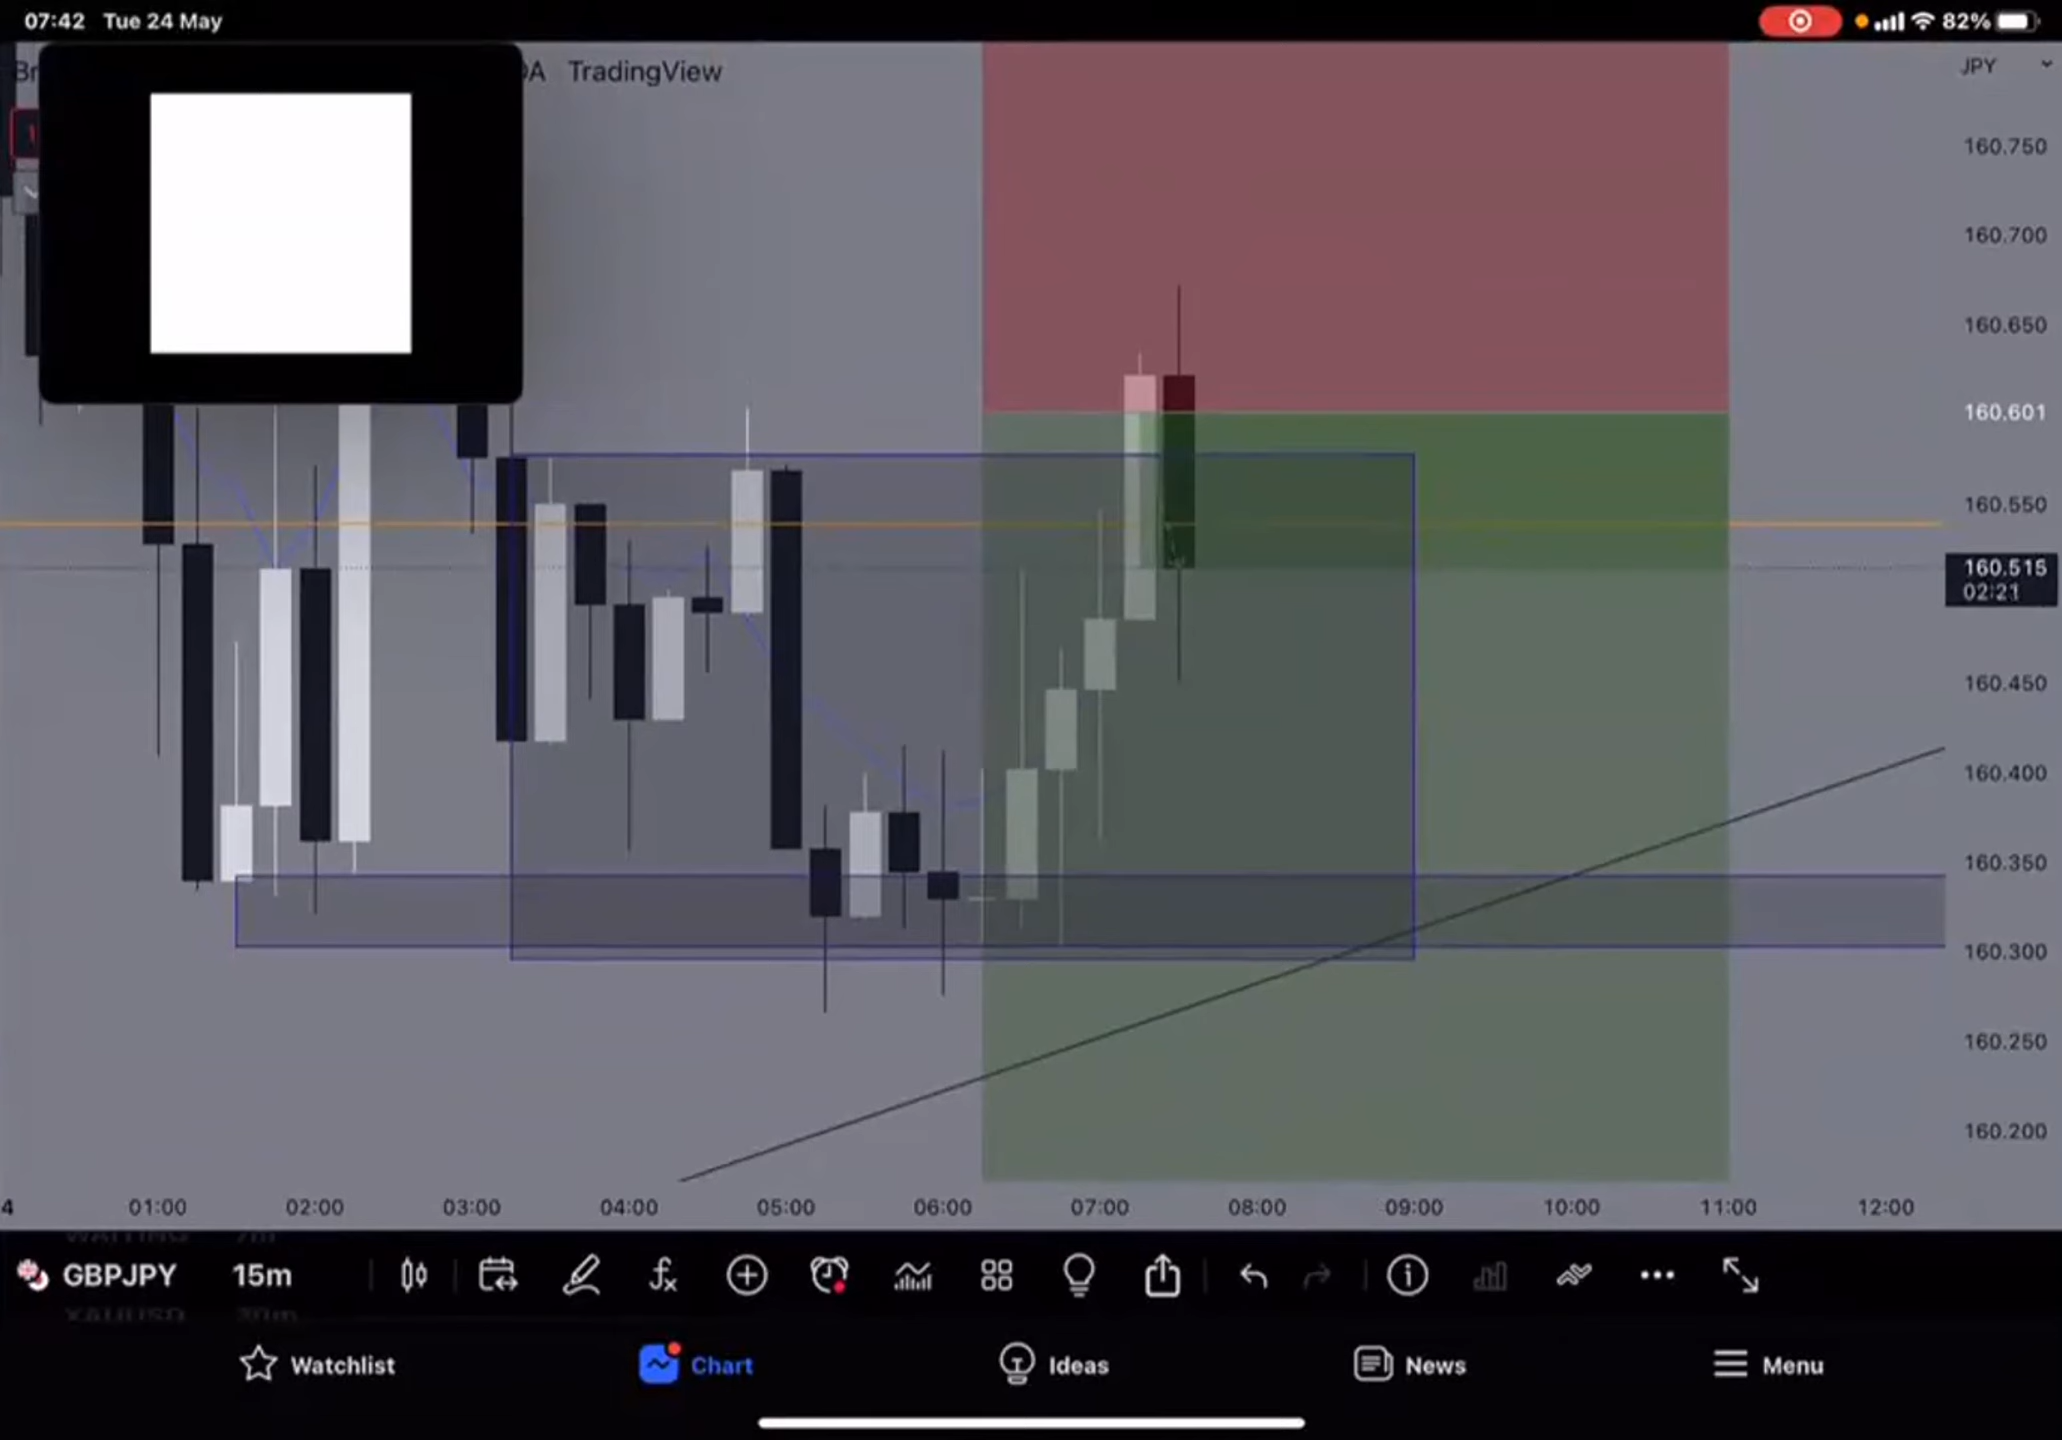 07:42 Tue 24 May
82%
TradingView
JPY
160.750
160.700
160.650
160.601
160.550
160.515
02:21
160.450
160.400
160.350
160.300
160.250
160.200
4 01:00 02:00 03:00 04:00 05:00 06:00 07:00 08:00 09:00 10:00 11:00 12:00
GBPJPY 15m
Watchlist Chart Ideas News Menu